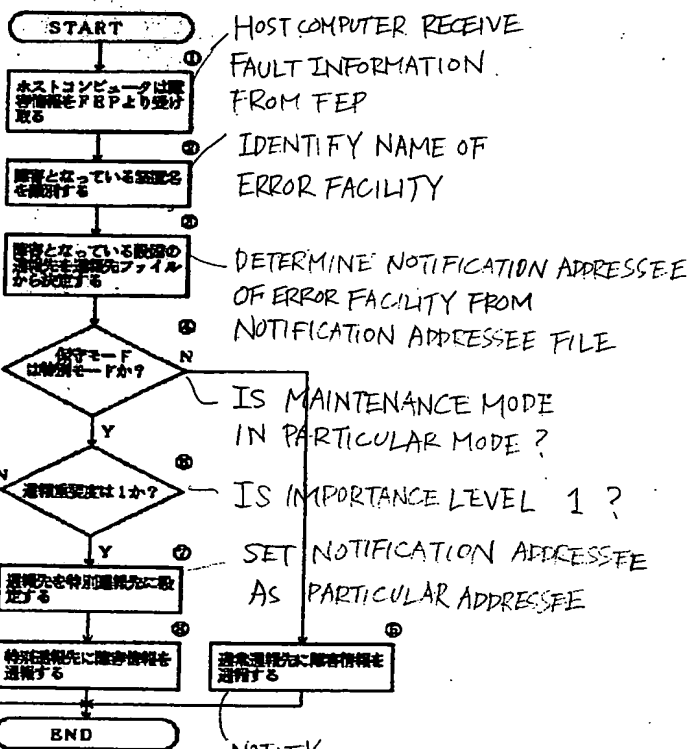 START
HOST COMPUTER RECEIVE
FAULT INFORMATION
FROM FEP
①
ホストコンピュータは障
害情報をFEPより受け
取る
②
IDENTIFY NAME OF
ERROR FACILITY
障害となっている装置名
を識別する
③
障害となっている設備の
通報先を通報先ファイル
から決定する
DETERMINE NOTIFICATION ADDRESSEE
OF ERROR FACILITY FROM
NOTIFICATION ADDRESSEE FILE
④
保守モード
は特別モードか?
N
IS MAINTENANCE MODE
IN PARTICULAR MODE ?
Y
⑥
N
通報重要度は1か?
IS IMPORTANCE LEVEL 1 ?
Y
⑦
SET NOTIFICATION ADDRESSEE
AS PARTICULAR ADDRESSEE
通報先を特別通報先に設
定する
⑧
特別通報先に障害情報を
通報する
⑤
通常通報先に障害情報を
通報する
END